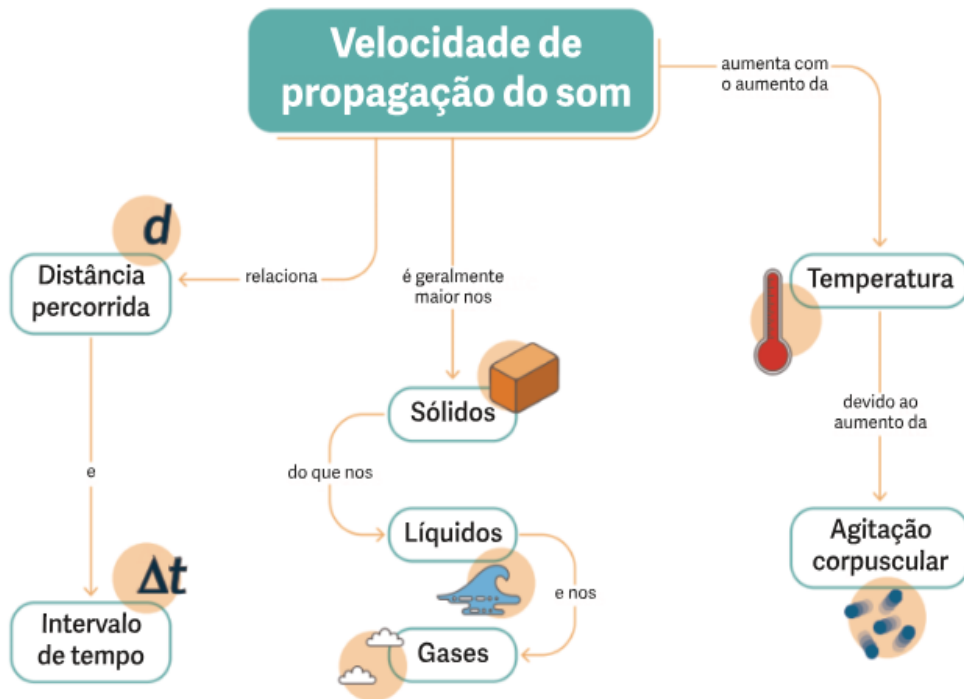 Velocidade de
propagação do som
aumenta com
o aumento da
d
Distância
percorrida
relaciona
é geralmente
maior nos
Temperatura
Sólidos
devido ao
aumento da
e
do que nos
Líquidos
Agitação
corpuscular
Δt
e nos
Intervalo
de tempo
Gases